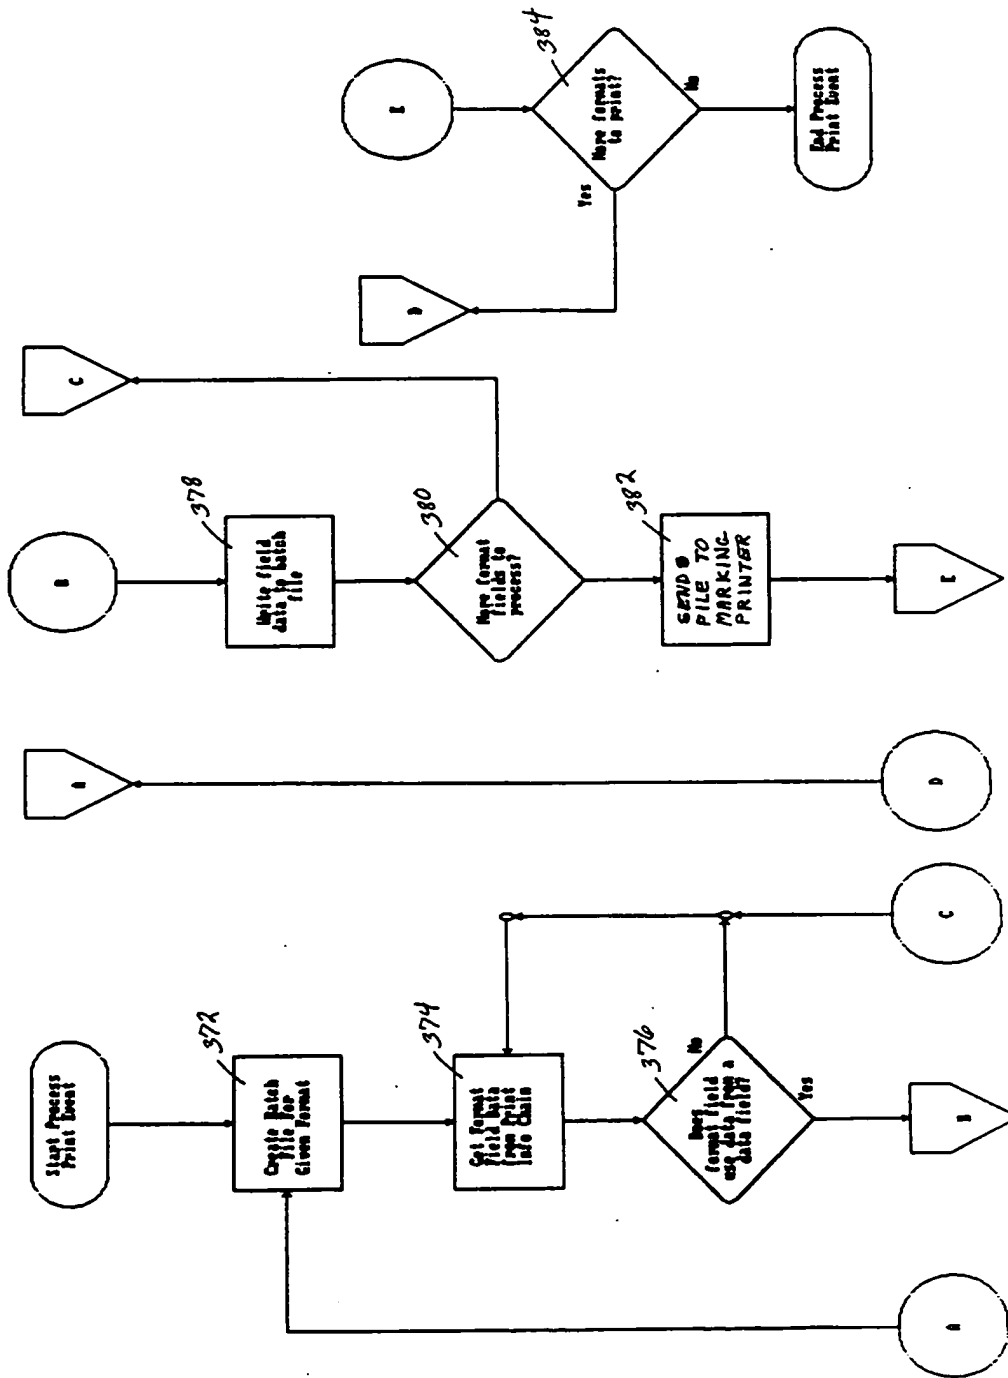 Start Process
Print Event
372
Create Batch
File For
Given Format
374
Get Format
Field Data
from Print
Info Chain
376
Does
format field
use data from a
data field?
No
Yes
A
B
C
D
A
B
378
Write field
data to batch
file
380
More format
fields to
process?
C
382
SEND
FILE TO
MARKING
PRINTER
E
D
E
384
More formats
to print?
Yes
No
End Process
Print Event